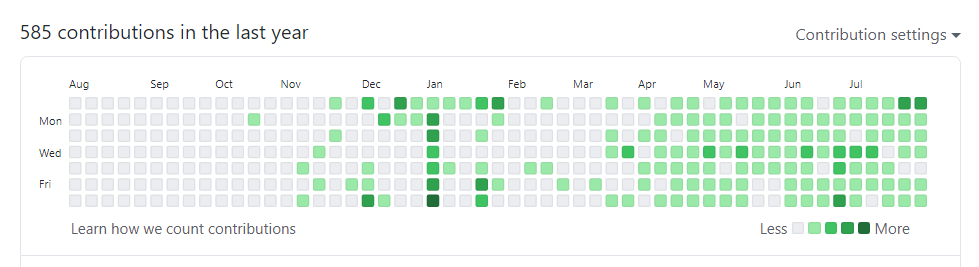 585 contributions in the last year
Contribution settings
Aug Sep Oct Nov Dec Jan Feb Mar Apr May Jun Jul
Mon
Wed
Fri
Learn how we count contributions
Less More